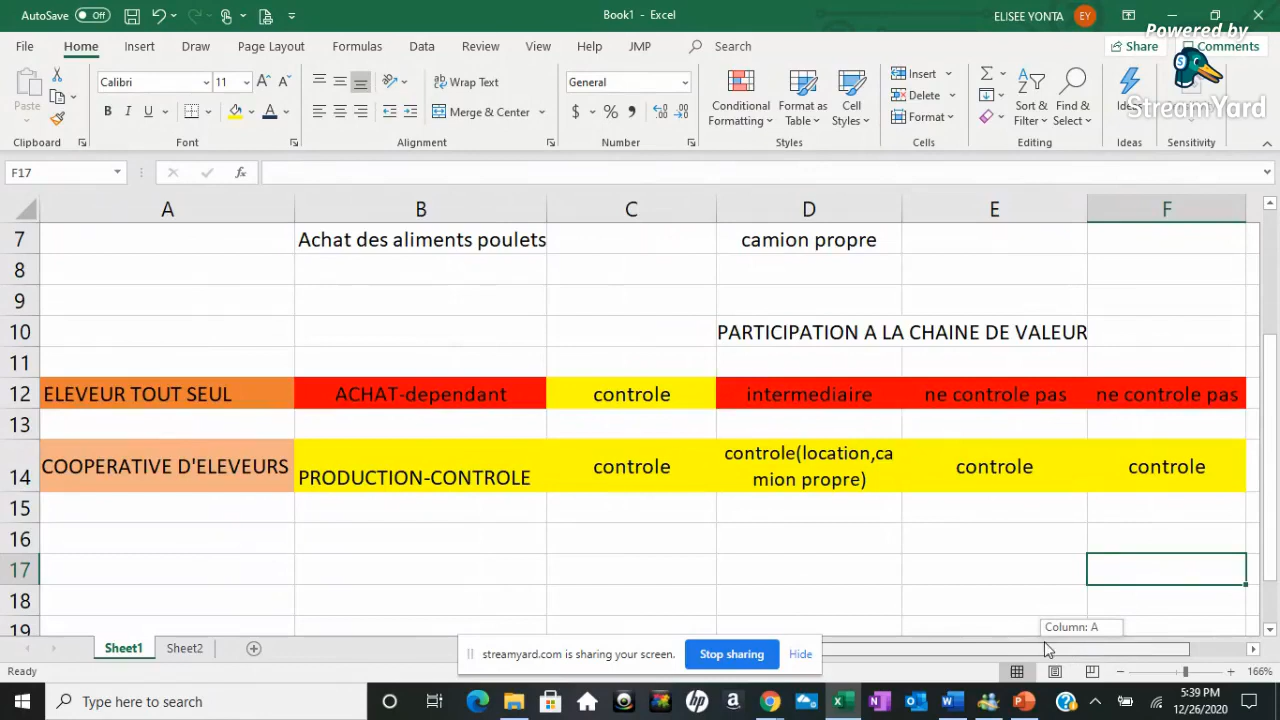 AutoSave Off
Book1 - Excel
ELISEE YONTA EY
Powered by
StreamYard
File Home Insert Draw Page Layout Formulas Data Review View Help JMP Search Share Comments
Paste
Clipboard
Calibri 11
B I U
Font
Wrap Text
Merge & Center
Alignment
General
$ % ,
Number
Conditional Formatting
Format as Table
Cell Styles
Styles
Insert
Delete
Format
Cells
Sort & Filter
Find & Select
Editing
Ideas
Ideas
Sensitivity
F17 fx
A B C D E F
7 Achat des aliments poulets camion propre
8
9
10 PARTICIPATION A LA CHAINE DE VALEUR
11
12 ELEVEUR TOUT SEUL ACHAT-dependant controle intermediaire ne controle pas ne controle pas
13
14 COOPERATIVE D'ELEVEURS PRODUCTION-CONTROLE controle controle(location,ca
mion propre) controle controle
15
16
17
18
19
Column: A
Sheet1 Sheet2
streamyard.com is sharing your screen. Stop sharing Hide
Ready
166%
Type here to search
5:39 PM
12/26/2020